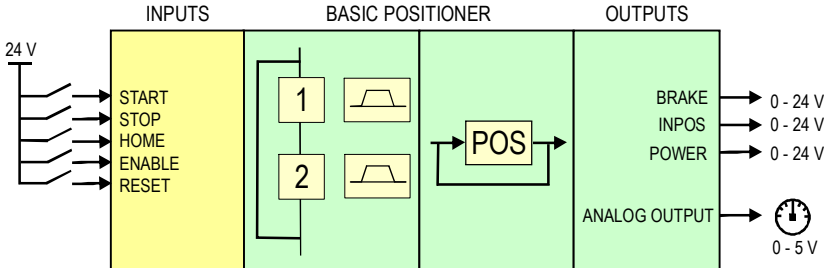 INPUTS
BASIC POSITIONER
OUTPUTS
24 V
START
STOP
HOME
ENABLE
RESET
1
2
POS
BRAKE
INPOS
POWER
ANALOG OUTPUT
0 - 24 V
0 - 24 V
0 - 24 V
0 - 5 V